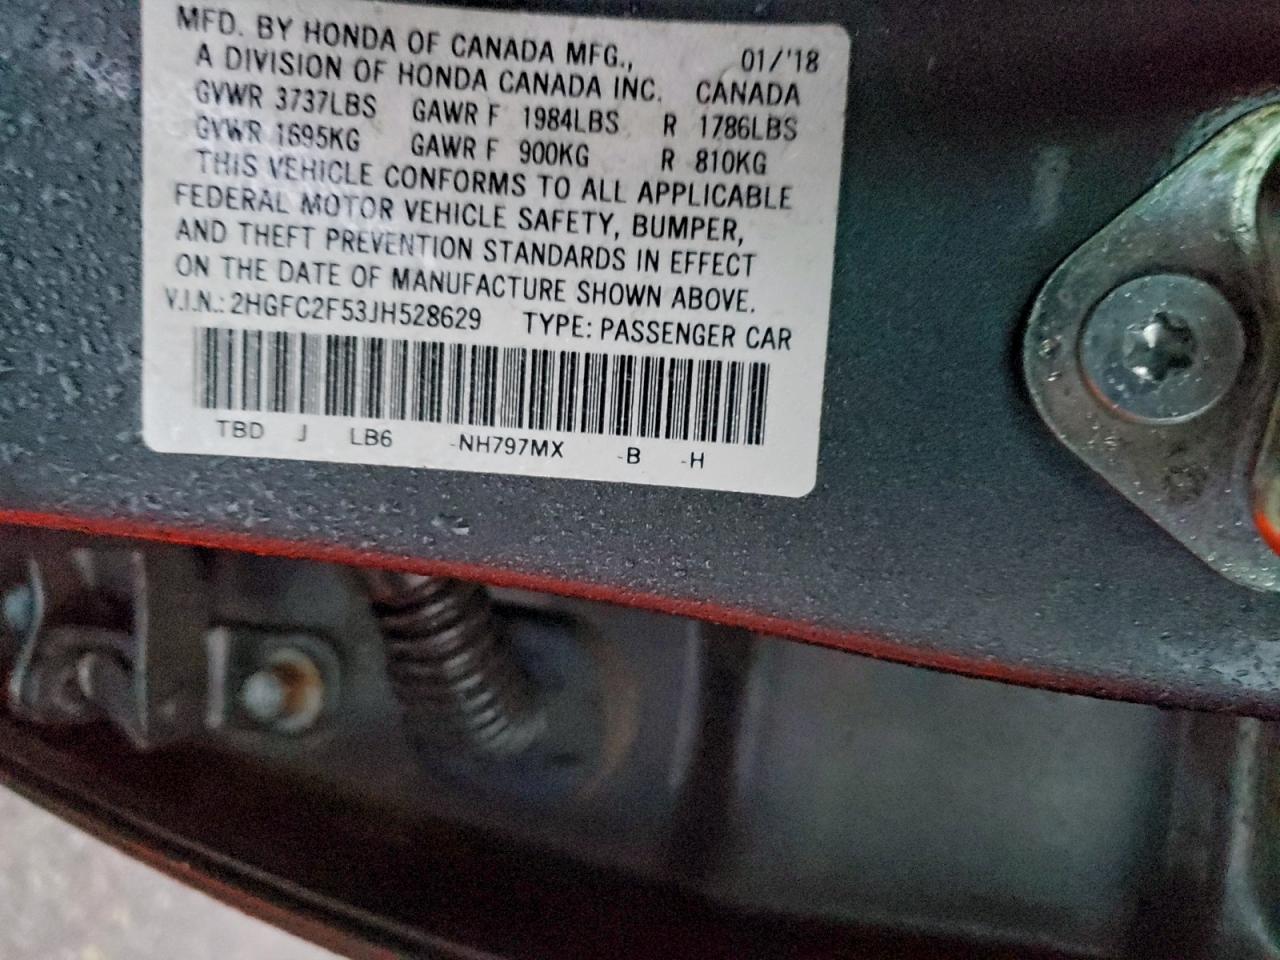 MFD. BY HONDA OF CANADA MFG., 01/'18
A DIVISION OF HONDA CANADA INC. CANADA
GVWR 3737LBS GAWR F 1984LBS R 1786LBS
GVWR 1695KG GAWR F 900KG R 810KG
THIS VEHICLE CONFORMS TO ALL APPLICABLE
FEDERAL MOTOR VEHICLE SAFETY, BUMPER,
AND THEFT PREVENTION STANDARDS IN EFFECT
ON THE DATE OF MANUFACTURE SHOWN ABOVE.
V.I.N.: 2HGFC2F53JH528629 TYPE: PASSENGER CAR
TBD J LB6 -NH797MX -B -H